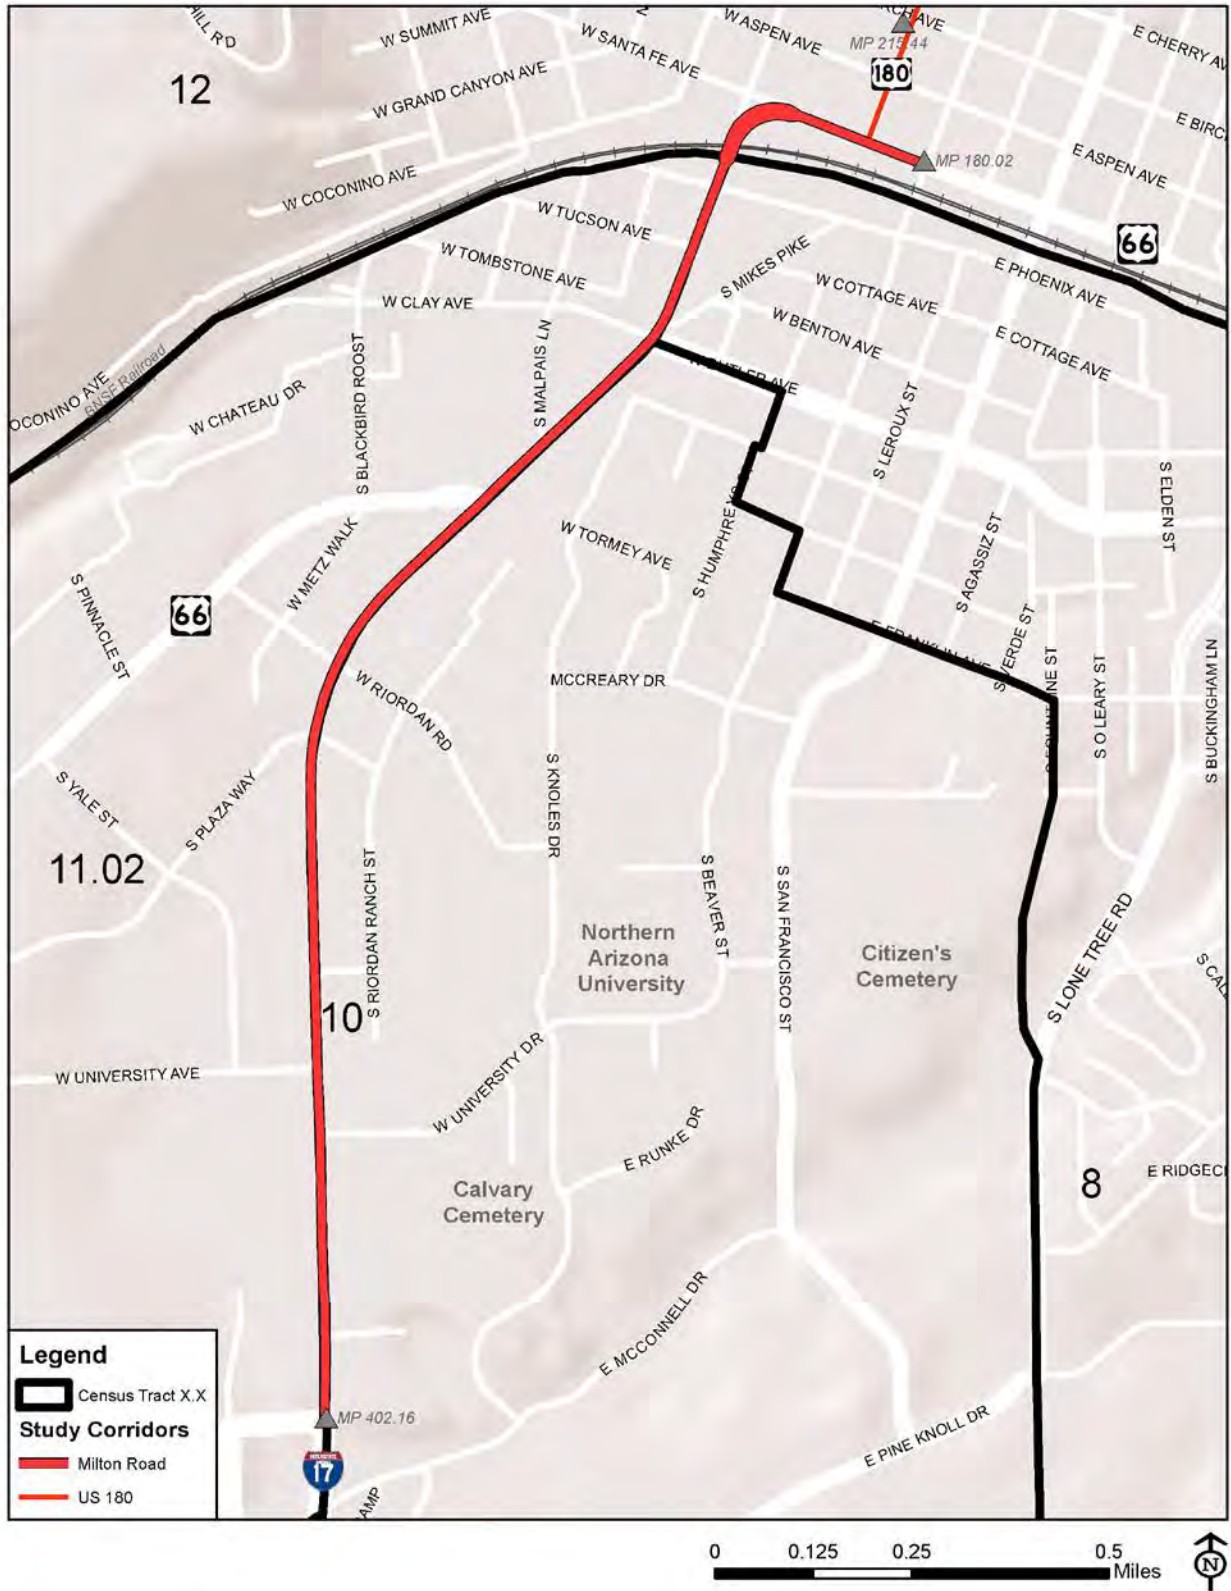 HILL RD
W SUMMIT AVE
W ASPEN AVE
MP 215.44
E CHERRY AV
W SANTA FE AVE
180
12
W GRAND CANYON AVE
E BIRC
MP 180.02
E ASPEN AVE
W COCONINO AVE
W TUCSON AVE
66
W TOMBSTONE AVE
S MIKES PIKE
E PHOENIX AVE
W CLAY AVE
W COTTAGE AVE
W BENTON AVE
E COTTAGE AVE
S MALPAIS LN
S BLACKBIRD ROOST
BNSF Railroad
OCONINO AVE
W CHATEAU DR
S LEROUX ST
S ELDEN ST
W TORMEY AVE
S AGASSIZ ST
W METZ WALK
S PINNACLE ST
66
E FRANKLIN AVE
S VERDE ST
W RIORDAN RD
MCCREARY DR
S O LEARY ST
S BUCKINGHAM LN
S YALE ST
S PLAZA WAY
S KNOLES DR
11.02
S RIORDAN RANCH ST
S BEAVER ST
S SAN FRANCISCO ST
Northern
Arizona
University
Citizen's
Cemetery
S LONE TREE RD
S CAL
10
W UNIVERSITY AVE
W UNIVERSITY DR
E RUNKE DR
8
E RIDGEC
Calvary
Cemetery
E MCCONNELL DR
E PINE KNOLL DR
MP 402.16
17
AMP
Legend
Census Tract X.X
Study Corridors
Milton Road
US 180
0 0.125 0.25 0.5
Miles
N